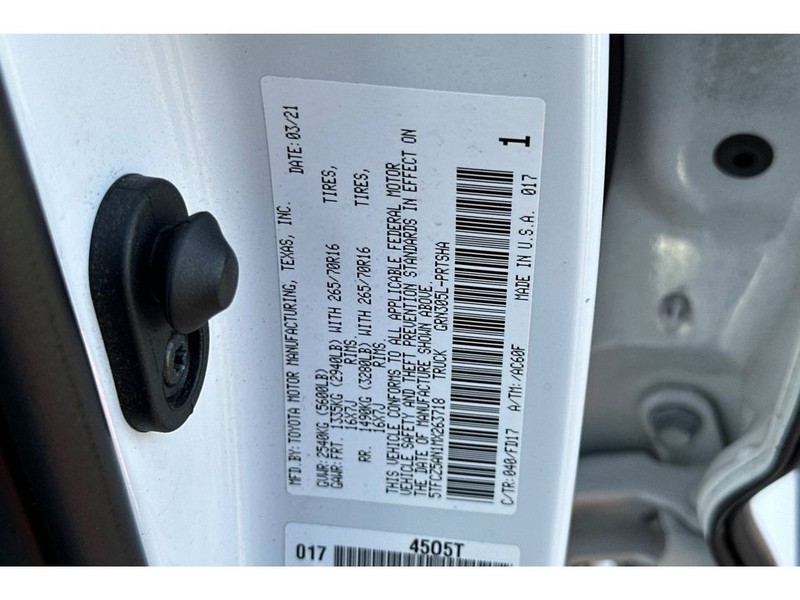 MFD.BY: TOYOTA MOTOR MANUFACTURING, TEXAS, INC. DATE: 03/21
GVWR: 2540KG (5600LB)
GAWR: FRT. 1335KG (2940LB) WITH 265/70R16 TIRES,
16X7J RIMS,
RR. 1490KG (3280LB) WITH 265/70R16 TIRES,
16X7J RIMS.
THIS VEHICLE CONFORMS TO ALL APPLICABLE FEDERAL MOTOR
VEHICLE SAFETY AND THEFT PREVENTION STANDARDS IN EFFECT ON
THE DATE OF MANUFACTURE SHOWN ABOVE.
5TFCZ5AN1MX263718 TRUCK GRN305L-PRTSHA
C/TR: 040/FD17 A/TM: /AC60F MADE IN U.S.A. 017
1
017 4505T